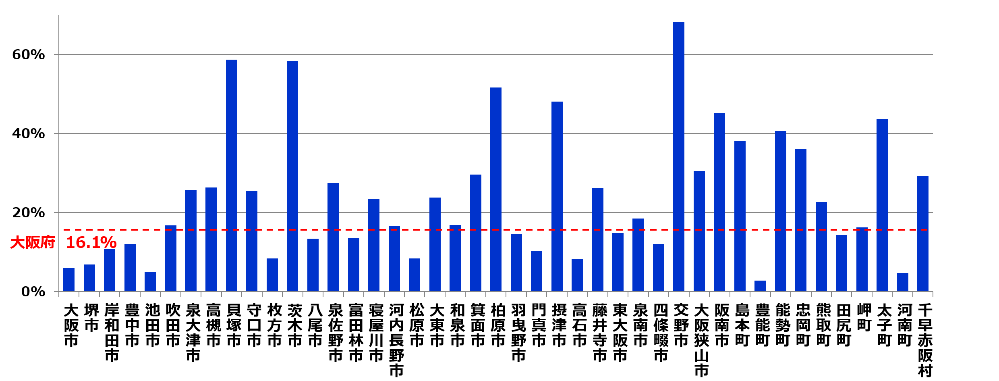 60%
40%
20%
0%
大阪府 16.1%
大阪市
堺市
岸和田市
豊中市
池田市
吹田市
泉大津市
高槻市
貝塚市
守口市
枚方市
茨木市
八尾市
泉佐野市
富田林市
寝屋川市
河内長野市
松原市
大東市
和泉市
箕面市
柏原市
羽曳野市
門真市
摂津市
高石市
藤井寺市
東大阪市
泉南市
四條畷市
交野市
大阪狭山市
阪南市
島本町
豊能町
能勢町
忠岡町
熊取町
田尻町
岬町
太子町
河南町
千早赤阪村